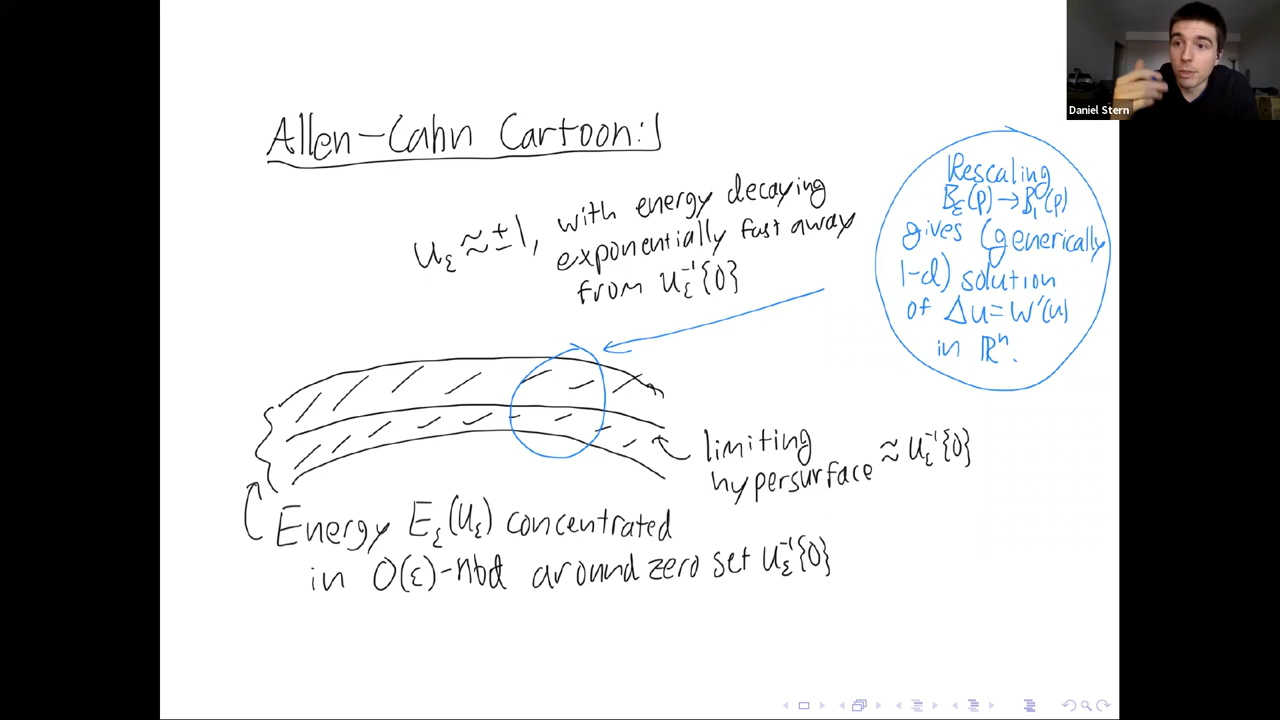 Daniel Stern
Allen-Cahn Cartoon:
u_ε ≈ ±1, with energy decaying
exponentially fast away
from u_ε^{-1}{0}
Rescaling
B_ε(p) → B_1(p)
gives (generically
1-d) solution
of Δu = W'(u)
in ℝ^n.
limiting
hypersurface ≈ u_ε^{-1}{0}
Energy E_ε(u_ε) concentrated
in O(ε)-nbd around zero set u_ε^{-1}{0}